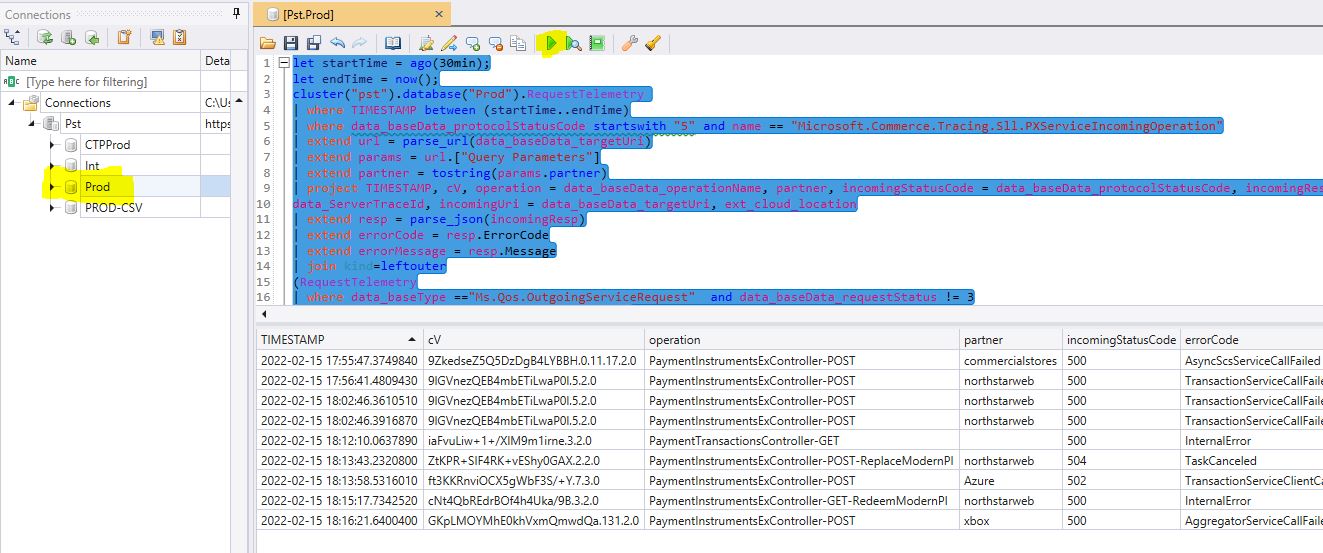 Connections
[Pst.Prod]
Name Detai
[Type here for filtering]
Connections C:\Us
Pst https
CTPProd
Int
Prod
PROD-CSV
1 let startTime = ago(30min);
2 let endTime = now();
3 cluster("pst").database("Prod").RequestTelemetry
4 | where TIMESTAMP between (startTime..endTime)
5 | where data_baseData_protocolStatusCode startswith "5" and name == "Microsoft.Commerce.Tracing.Sll.PXServiceIncomingOperation"
6 | extend url = parse_url(data_baseData_targetUri)
7 | extend params = url.["Query Parameters"]
8 | extend partner = tostring(params.partner)
9 | project TIMESTAMP, cV, operation = data_baseData_operationName, partner, incomingStatusCode = data_baseData_protocolStatusCode, incomingRes
10 data_ServerTraceId, incomingUri = data_baseData_targetUri, ext_cloud_location
11 | extend resp = parse_json(incomingResp)
12 | extend errorCode = resp.ErrorCode
13 | extend errorMessage = resp.Message
14 | join kind=leftouter
15 (RequestTelemetry
16 | where data_baseType =="Ms.Qos.OutgoingServiceRequest" and data_baseData_requestStatus != 3
TIMESTAMP cV operation partner incomingStatusCode errorCode
2022-02-15 17:55:47.3749840 9ZkedseZ5Q5DzDgB4LYBBH.0.11.17.2.0 PaymentInstrumentsExController-POST commercialstores 500 AsyncScsServiceCallFailed
2022-02-15 17:56:41.4809430 9IGVnezQEB4mbETiLwaP0I.5.2.0 PaymentInstrumentsExController-POST northstarweb 500 TransactionServiceCallFaile
2022-02-15 18:02:46.3610510 9IGVnezQEB4mbETiLwaP0I.5.2.0 PaymentInstrumentsExController-POST northstarweb 500 TransactionServiceCallFaile
2022-02-15 18:02:46.3916870 9IGVnezQEB4mbETiLwaP0I.5.2.0 PaymentInstrumentsExController-POST northstarweb 500 TransactionServiceCallFaile
2022-02-15 18:12:10.0637890 iaFvuLiw+1+/XIM9m1irne.3.2.0 PaymentTransactionsController-GET 500 InternalError
2022-02-15 18:13:43.2320800 ZtKPR+SIF4RK+vEShy0GAX.2.2.0 PaymentInstrumentsExController-POST-ReplaceModernPI northstarweb 504 TaskCanceled
2022-02-15 18:13:58.5316010 ft3KKRnviOCX5gWbF3S/+Y.7.3.0 PaymentInstrumentsExController-POST Azure 502 TransactionServiceClientCa
2022-02-15 18:15:17.7342520 cNt4QbREdrBOf4h4Uka/9B.3.2.0 PaymentInstrumentsExController-GET-RedeemModernPI northstarweb 500 InternalError
2022-02-15 18:16:21.6400400 GKpLMOYMhE0khVxmQmwdQa.131.2.0 PaymentInstrumentsExController-POST xbox 500 AggregatorServiceCallFailed